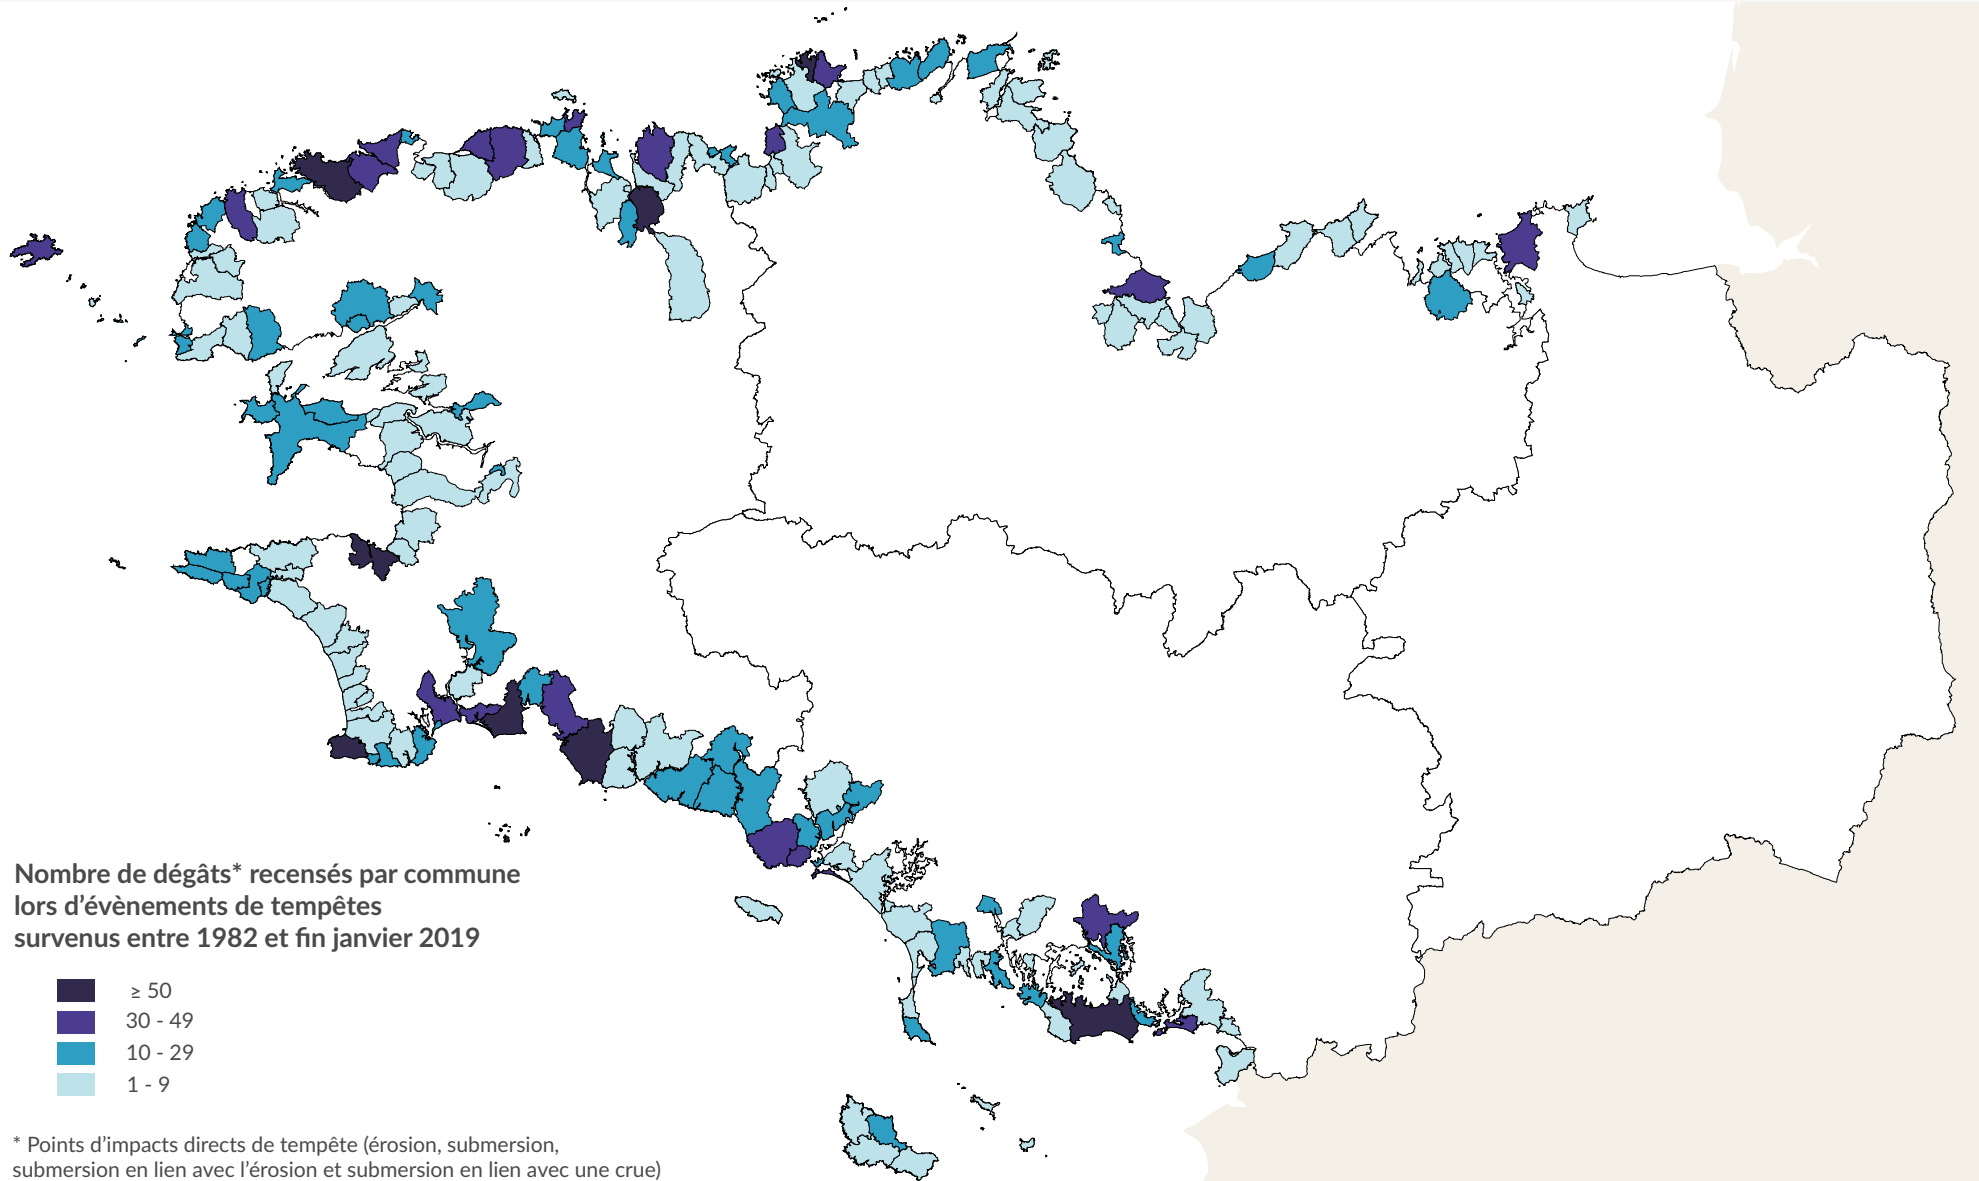 Nombre de dégâts* recensés par commune
lors d’évènements de tempêtes
survenus entre 1982 et fin janvier 2019
≥ 50
30 - 49
10 - 29
1 - 9
* Points d’impacts directs de tempête (érosion, submersion,
submersion en lien avec l’érosion et submersion en lien avec une crue)